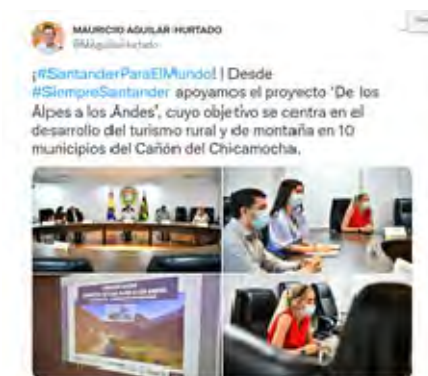 MAURICIO AGUILAR HURTADO
@MAguilarHurtado
¡#SantanderParaElMundo! | Desde
#SiempreSantander apoyamos el proyecto 'De los
Alpes a los Andes', cuyo objetivo se centra en el
desarrollo del turismo rural y de montaña en 10
municipios del Cañón del Chicamocha.